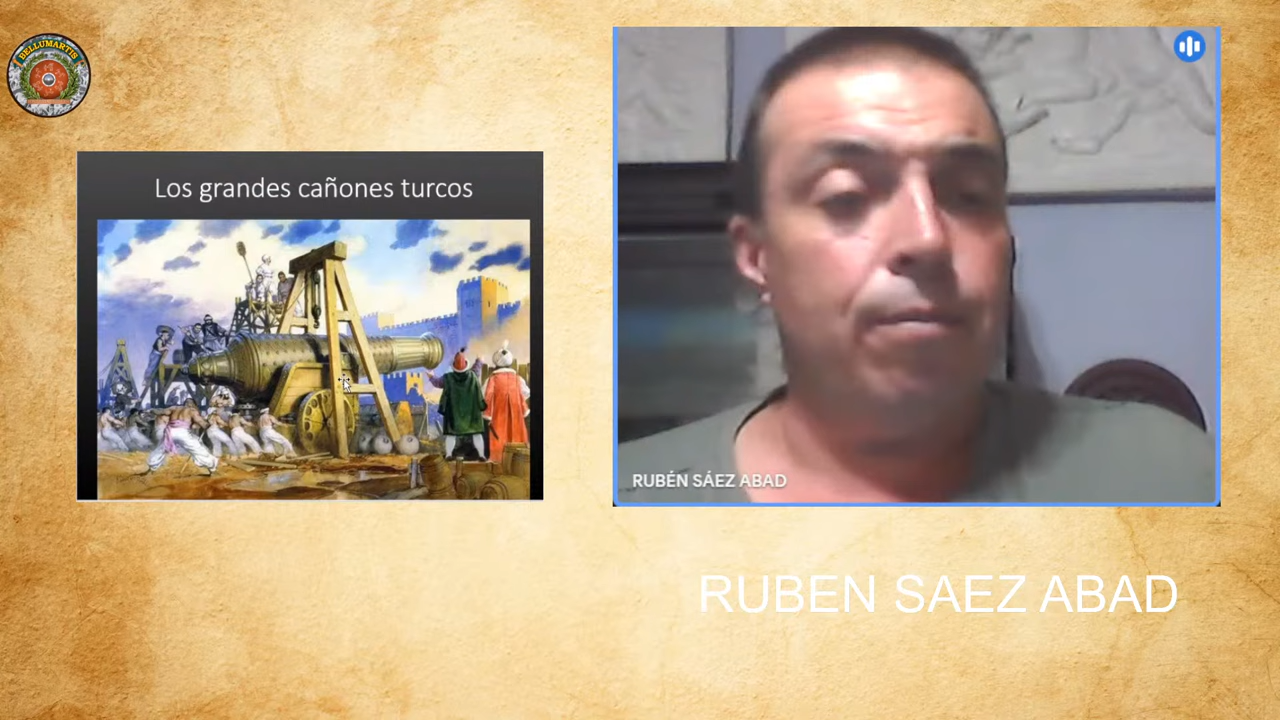 BELLUMARTIS
Los grandes cañones turcos
RUBÉN SÁEZ ABAD
RUBEN SAEZ ABAD